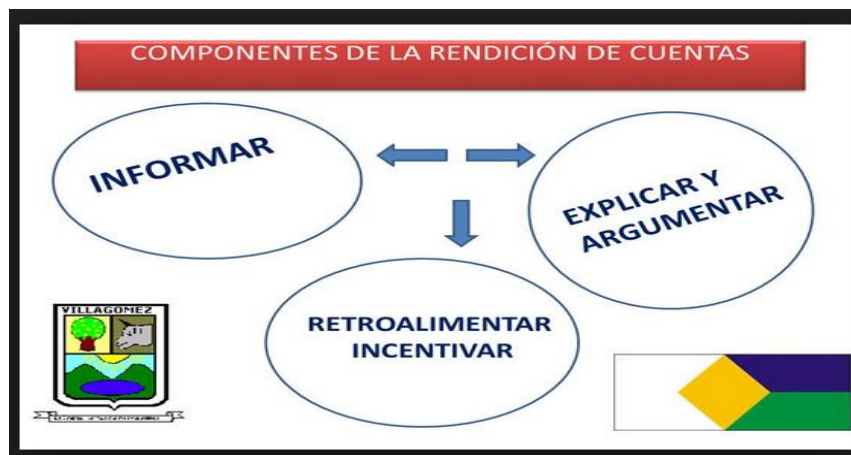 COMPONENTES DE LA RENDICIÓN DE CUENTAS
INFORMAR
EXPLICAR Y
ARGUMENTAR
RETROALIMENTAR
INCENTIVAR
VILLAGOMEZ